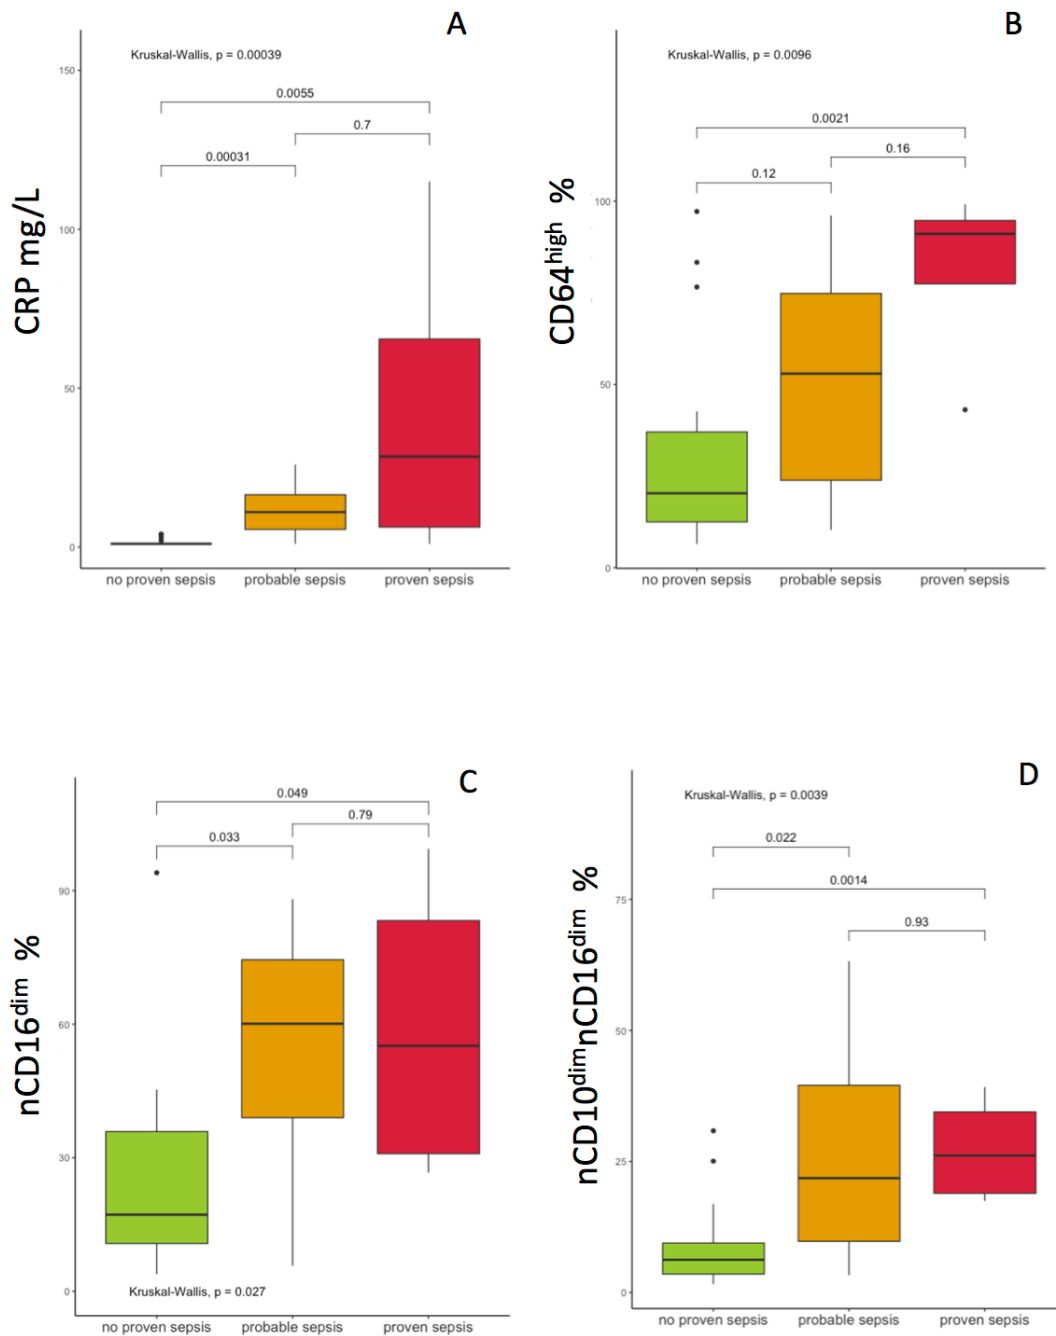 A
Kruskal-Wallis, p = 0.00039
150
0.0055
0.7
0.00031
CRP mg/L
100
50
0
no proven sepsis probable sepsis proven sepsis
B
Kruskal-Wallis, p = 0.0096
0.0021
0.16
0.12
CD64high %
100
50
0
no proven sepsis probable sepsis proven sepsis
C
0.049
0.79
0.033
nCD16dim %
90
60
30
0
Kruskal-Wallis, p = 0.027
no proven sepsis probable sepsis proven sepsis
D
Kruskal-Wallis, p = 0.0039
0.022
0.0014
0.93
nCD10dimnCD16dim %
75
50
25
0
no proven sepsis probable sepsis proven sepsis